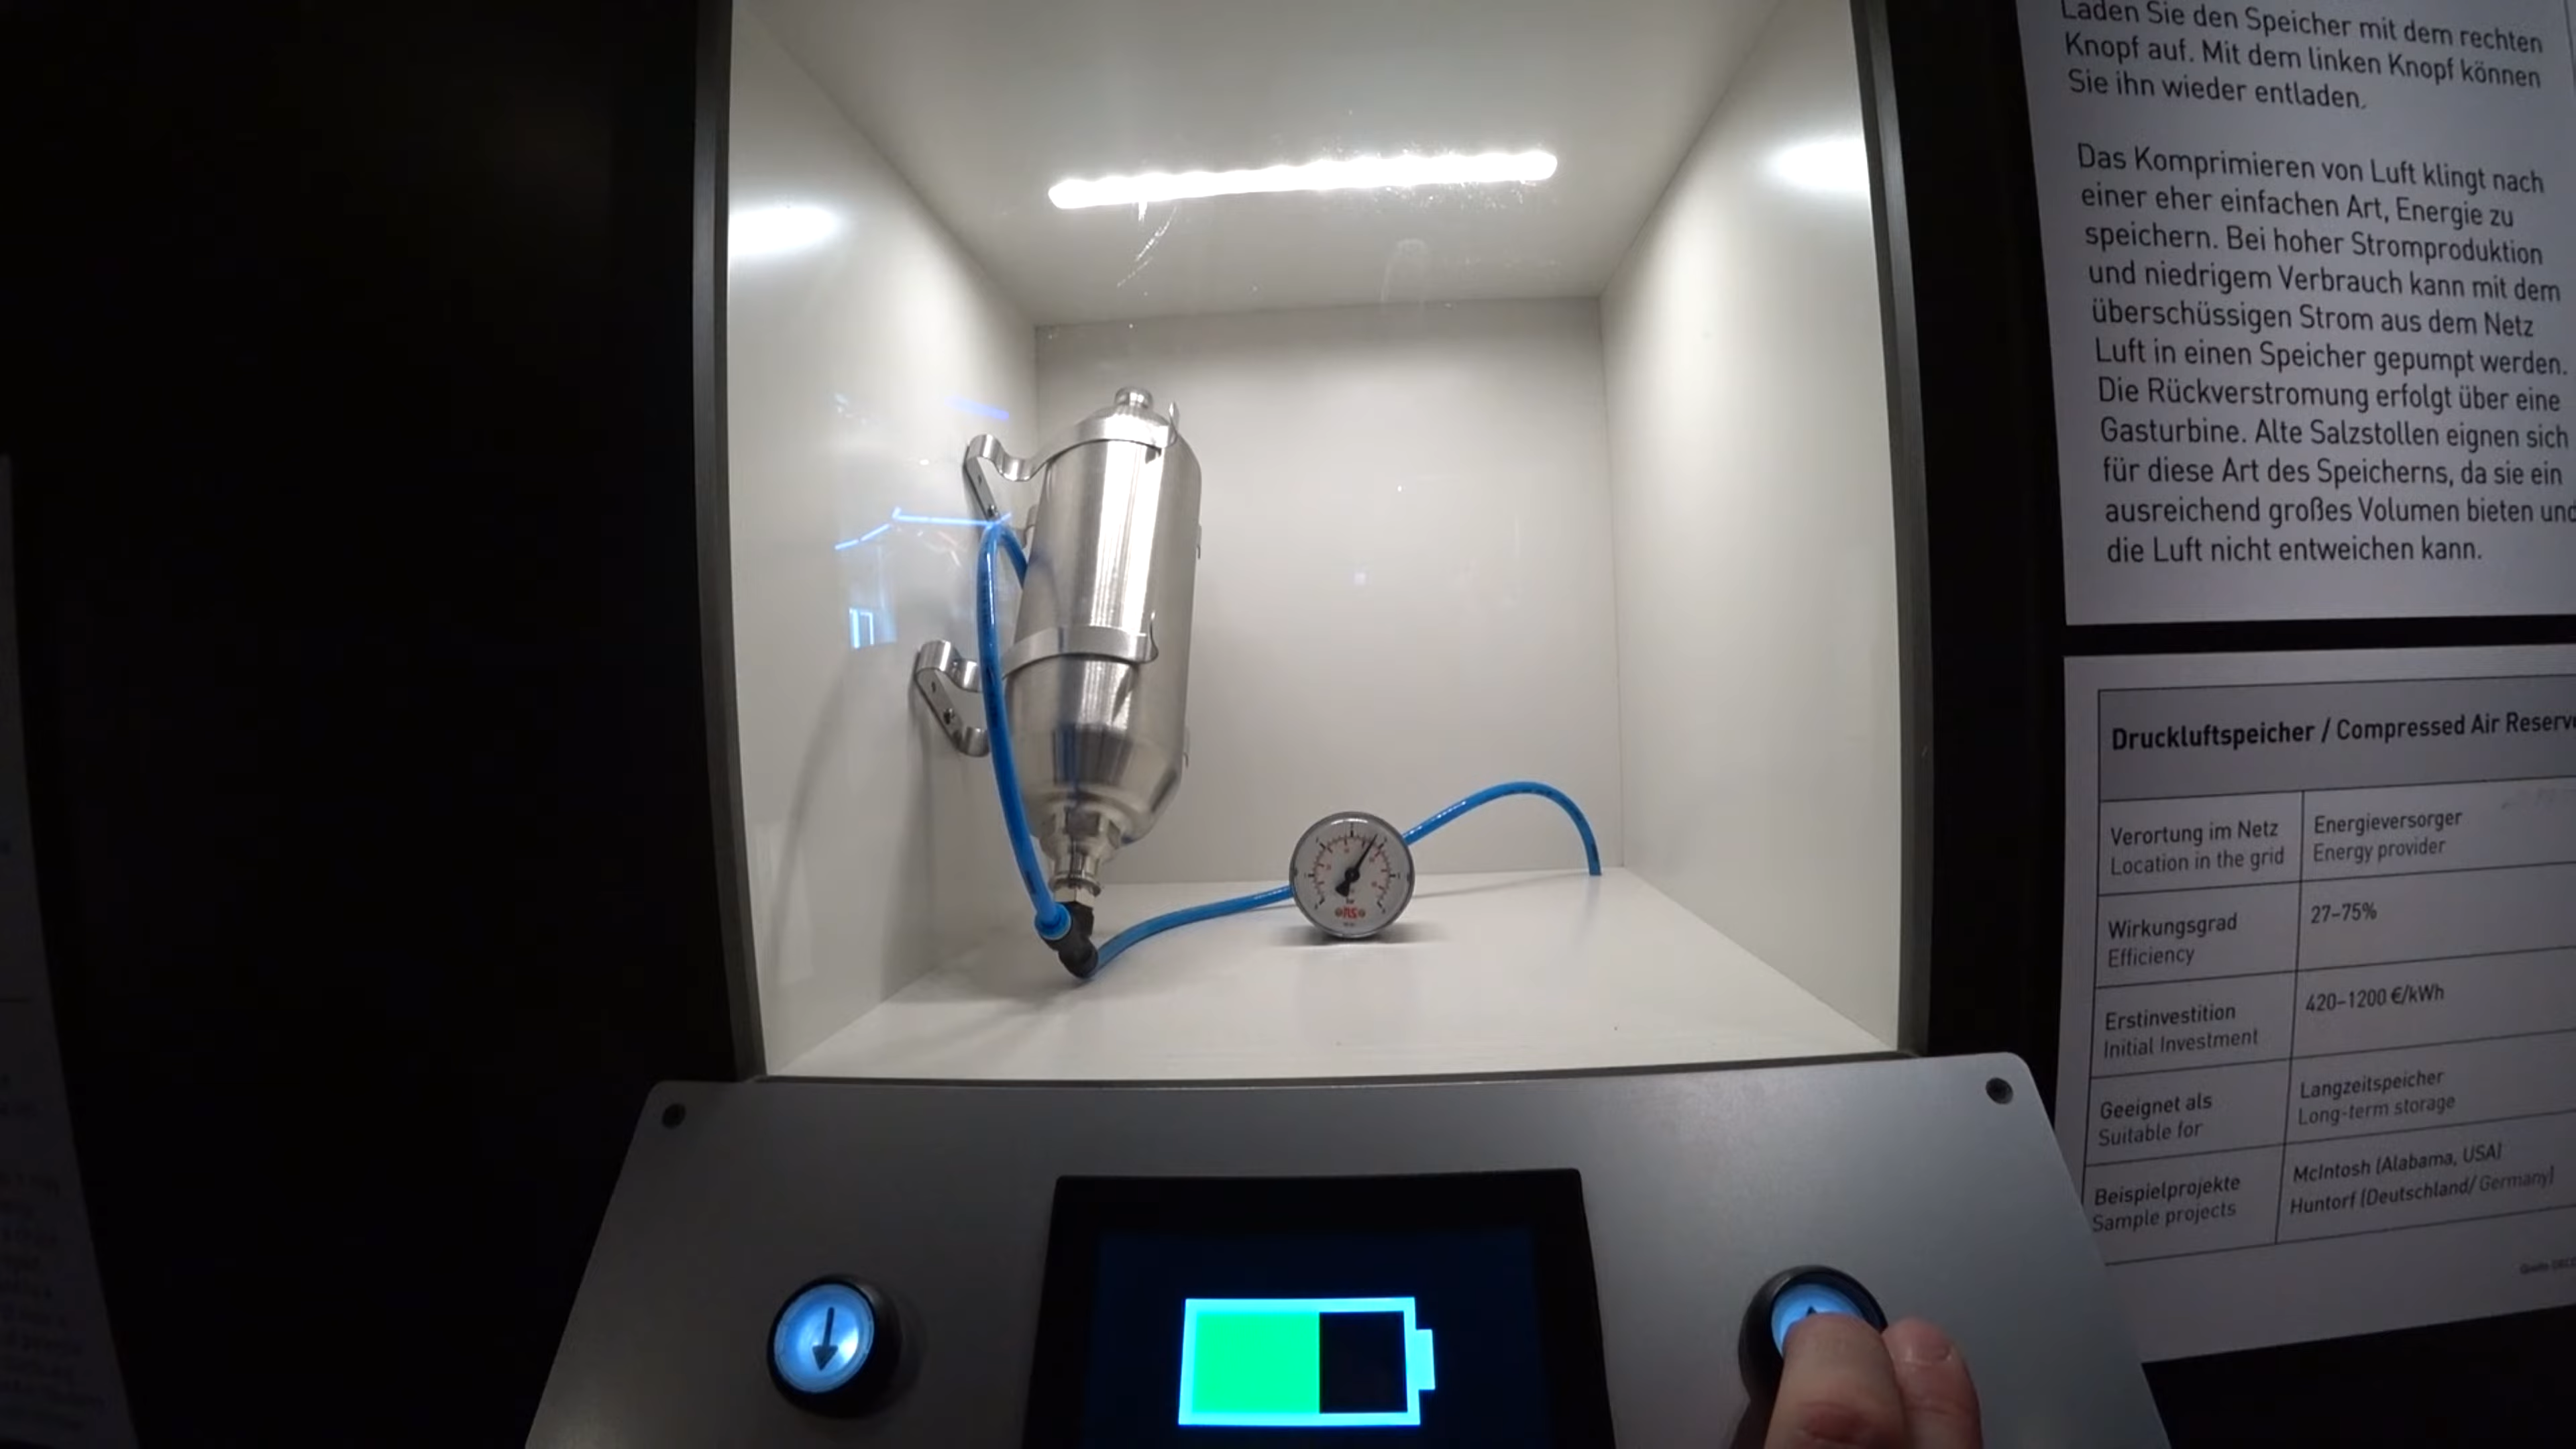 Laden Sie den Speicher mit dem rechten
Knopf auf. Mit dem linken Knopf können
Sie ihn wieder entladen.
Das Komprimieren von Luft klingt nach
einer eher einfachen Art, Energie zu
speichern. Bei hoher Stromproduktion
und niedrigem Verbrauch kann mit dem
überschüssigen Strom aus dem Netz
Luft in einen Speicher gepumpt werden.
Die Rückverstromung erfolgt über eine
Gasturbine. Alte Salzstollen eignen sich
für diese Art des Speicherns, da sie ein
ausreichend großes Volumen bieten und
die Luft nicht entweichen kann.
Druckluftspeicher / Compressed Air Reserv
Verortung im Netz
Location in the grid
Energieversorger
Energy provider
Wirkungsgrad
Efficiency
27–75%
Erstinvestition
Initial Investment
420–1200 €/kWh
Geeignet als
Suitable for
Langzeitspeicher
Long-term storage
Beispielprojekte
Sample projects
McIntosh (Alabama, USA)
Huntorf (Deutschland/ Germany)
bar
RS